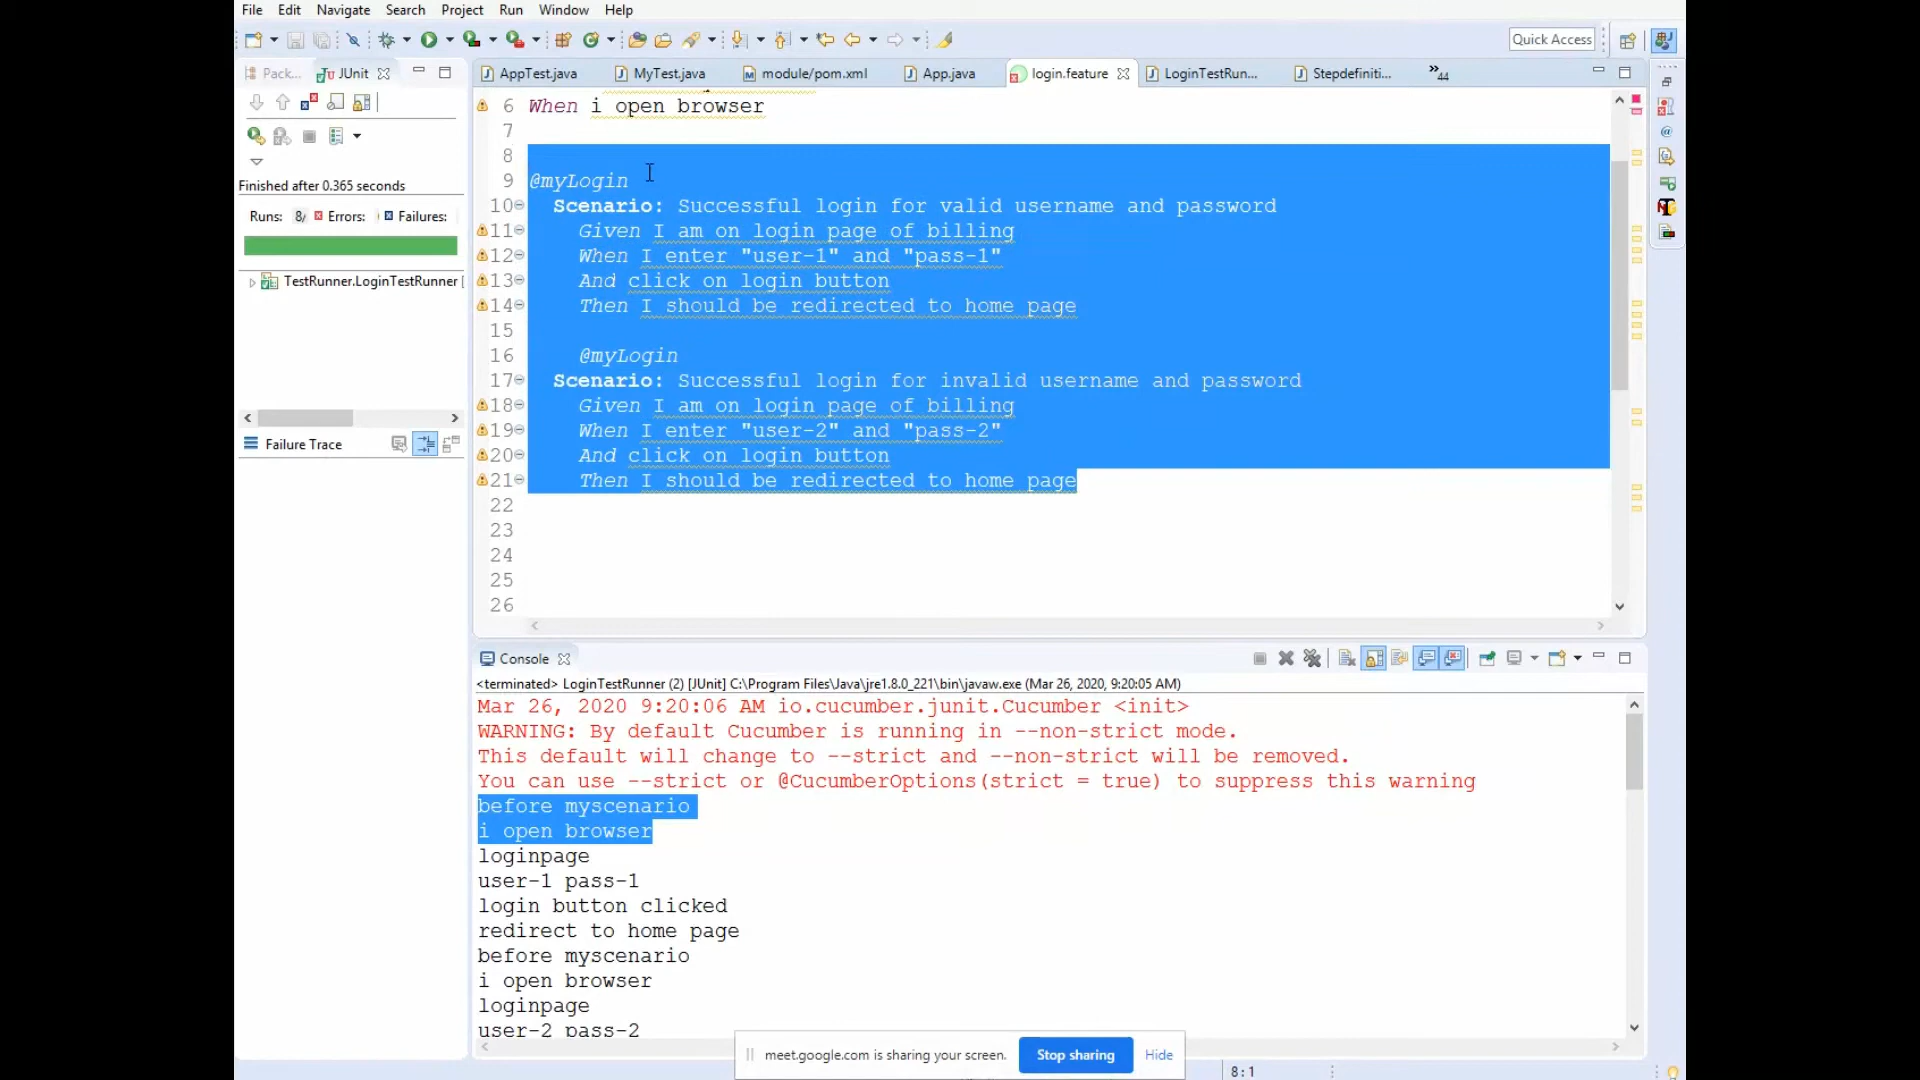 File Edit Navigate Search Project Run Window Help
Quick Access
Pack... JUnit
AppTest.java MyTest.java module/pom.xml App.java login.feature LoginTestRun... Stepdefiniti... »44
6 When i open browser
7
8
9 @myLogin
10 Scenario: Successful login for valid username and password
11 Given I am on login page of billing
12 When I enter "user-1" and "pass-1"
13 And click on login button
14 Then I should be redirected to home page
15
16 @myLogin
17 Scenario: Successful login for invalid username and password
18 Given I am on login page of billing
19 When I enter "user-2" and "pass-2"
20 And click on login button
21 Then I should be redirected to home page
22
23
24
25
26
Finished after 0.365 seconds
Runs: 8/ Errors: Failures:
TestRunner.LoginTestRunner [
Failure Trace
Console
<terminated> LoginTestRunner (2) [JUnit] C:\Program Files\Java\jre1.8.0_221\bin\javaw.exe (Mar 26, 2020, 9:20:05 AM)
Mar 26, 2020 9:20:06 AM io.cucumber.junit.Cucumber <init>
WARNING: By default Cucumber is running in --non-strict mode.
This default will change to --strict and --non-strict will be removed.
You can use --strict or @CucumberOptions(strict = true) to suppress this warning
before myscenario
i open browser
loginpage
user-1 pass-1
login button clicked
redirect to home page
before myscenario
i open browser
loginpage
user-2 pass-2
meet.google.com is sharing your screen. Stop sharing Hide
8:1